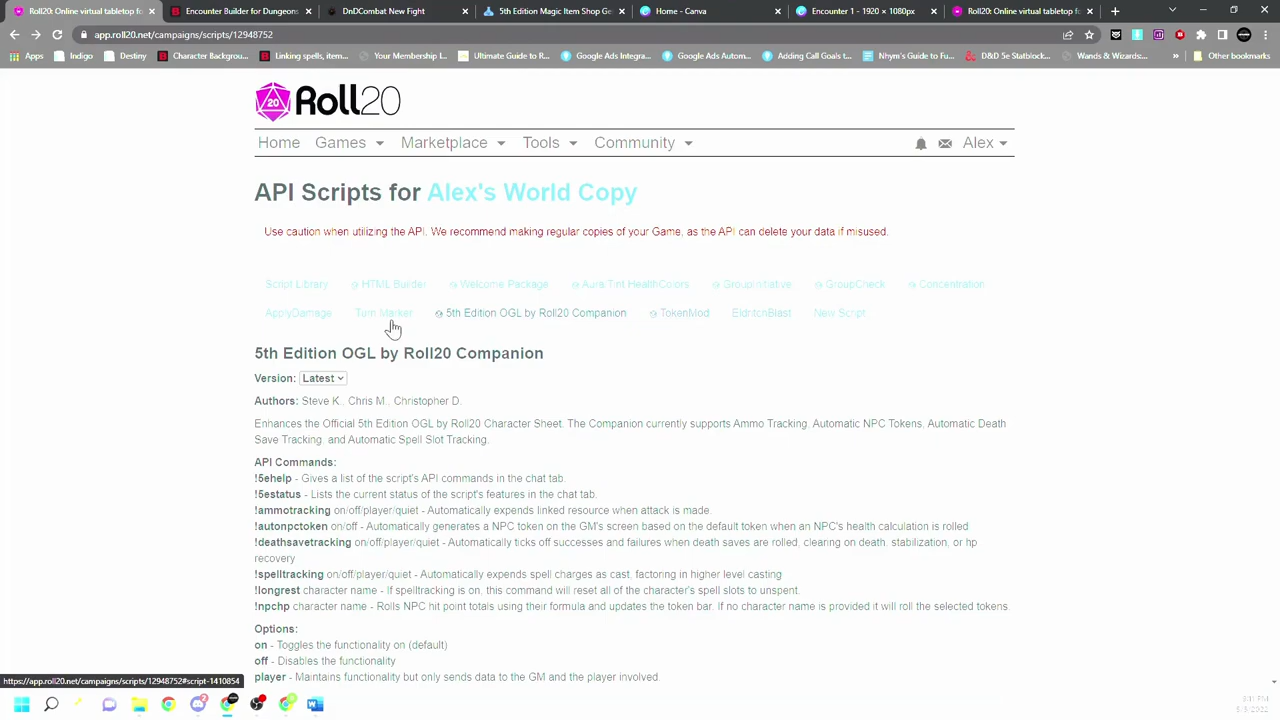 Roll20: Online virtual tabletop fo
Encounter Builder for Dungeons
DnDCombat New Fight
5th Edition Magic Item Shop Ge
Home - Canva
Encounter 1 - 1920 × 1080px
Roll20: Online virtual tabletop fo
app.roll20.net/campaigns/scripts/12948752
Apps
Indigo
Destiny
Character Backgrou...
Linking spells, item...
Your Membership I...
Ultimate Guide to R...
Google Ads Integra...
Google Ads Autom...
Adding Call Goals t...
Nhym's Guide to Fu...
D&D 5e Statblock...
Wands & Wizards...
»
Other bookmarks
20 Roll20
Home Games Marketplace Tools Community Alex
API Scripts for Alex's World Copy
Use caution when utilizing the API. We recommend making regular copies of your Game, as the API can delete your data if misused.
Script Library HTML Builder Welcome Package Aura/Tint HealthColors GroupInitiative GroupCheck Concentration
ApplyDamage Turn Marker 5th Edition OGL by Roll20 Companion TokenMod EldritchBlast New Script
5th Edition OGL by Roll20 Companion
Version: Latest
Authors: Steve K., Chris M., Christopher D.
Enhances the Official 5th Edition OGL by Roll20 Character Sheet. The Companion currently supports Ammo Tracking, Automatic NPC Tokens, Automatic Death
Save Tracking, and Automatic Spell Slot Tracking.
API Commands:
!5ehelp - Gives a list of the script's API commands in the chat tab.
!5estatus - Lists the current status of the script's features in the chat tab.
!ammotracking on/off/player/quiet - Automatically expends linked resource when attack is made.
!autonpctoken on/off - Automatically generates a NPC token on the GM's screen based on the default token when an NPC's health calculation is rolled
!deathsavetracking on/off/player/quiet - Automatically ticks off successes and failures when death saves are rolled, clearing on death, stabilization, or hp
recovery
!spelltracking on/off/player/quiet - Automatically expends spell charges as cast, factoring in higher level casting
!longrest character name - If spelltracking is on, this command will reset all of the character's spell slots to unspent.
!npchp character name - Rolls NPC hit point totals using their formula and updates the token bar. If no character name is provided it will roll the selected tokens.
Options:
on - Toggles the functionality on (default)
off - Disables the functionality
player - Maintains functionality but only sends data to the GM and the player involved.
https://app.roll20.net/campaigns/scripts/12948752#script-1410854